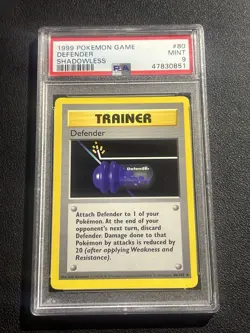 1999 POKEMON GAME #80
DEFENDER MINT
SHADOWLESS 9
PSA 47830851
TRAINER
Defender
Defender
Attach Defender to 1 of your
Pokémon. At the end of your
opponent's next turn, discard
Defender. Damage done to that
Pokémon by attacks is reduced by
20 (after applying Weakness and
Resistance).